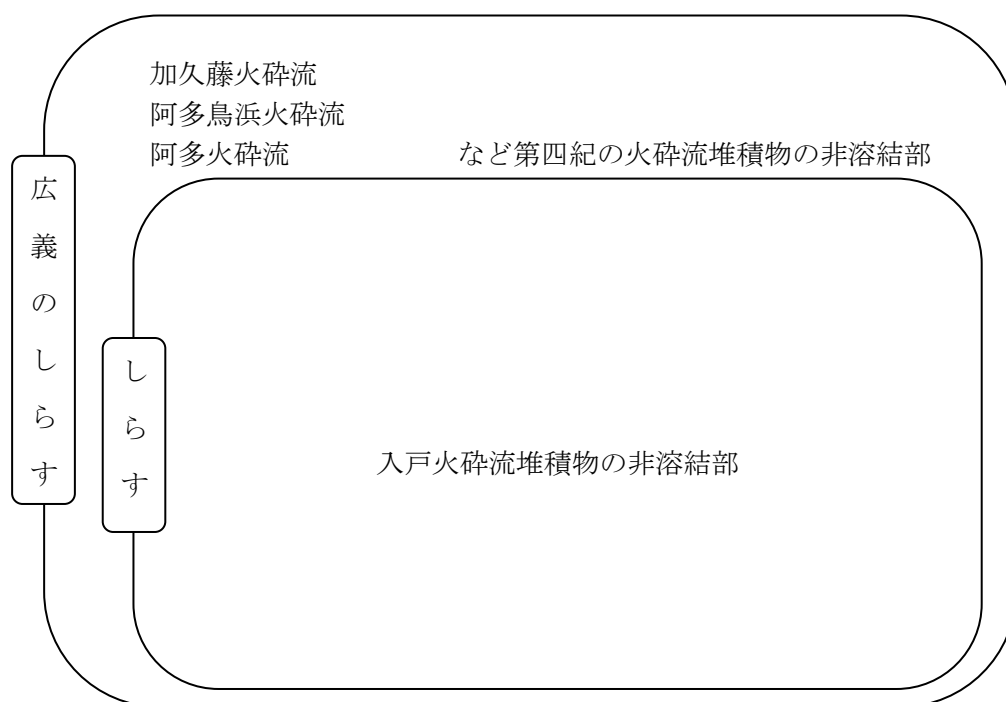 加久藤火砕流
阿多鳥浜火砕流
阿多火砕流 など第四紀の火砕流堆積物の非溶結部
広義のしらす
しらす
入戸火砕流堆積物の非溶結部